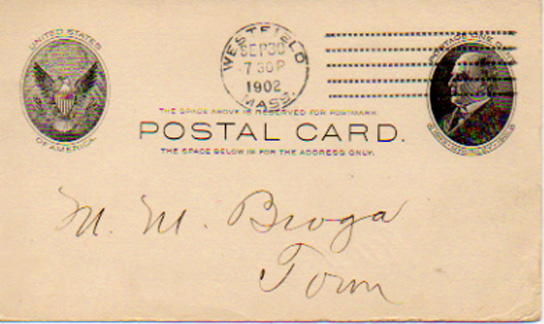 UNITED STATES
OF AMERICA.
WESTFIELD
SEP 30
7 30 P
1902
MASS.
THE SPACE ABOVE IS RESERVED FOR POSTMARK.
POSTAL CARD.
THE SPACE BELOW IS FOR THE ADDRESS ONLY.
M. M. Broga
Town